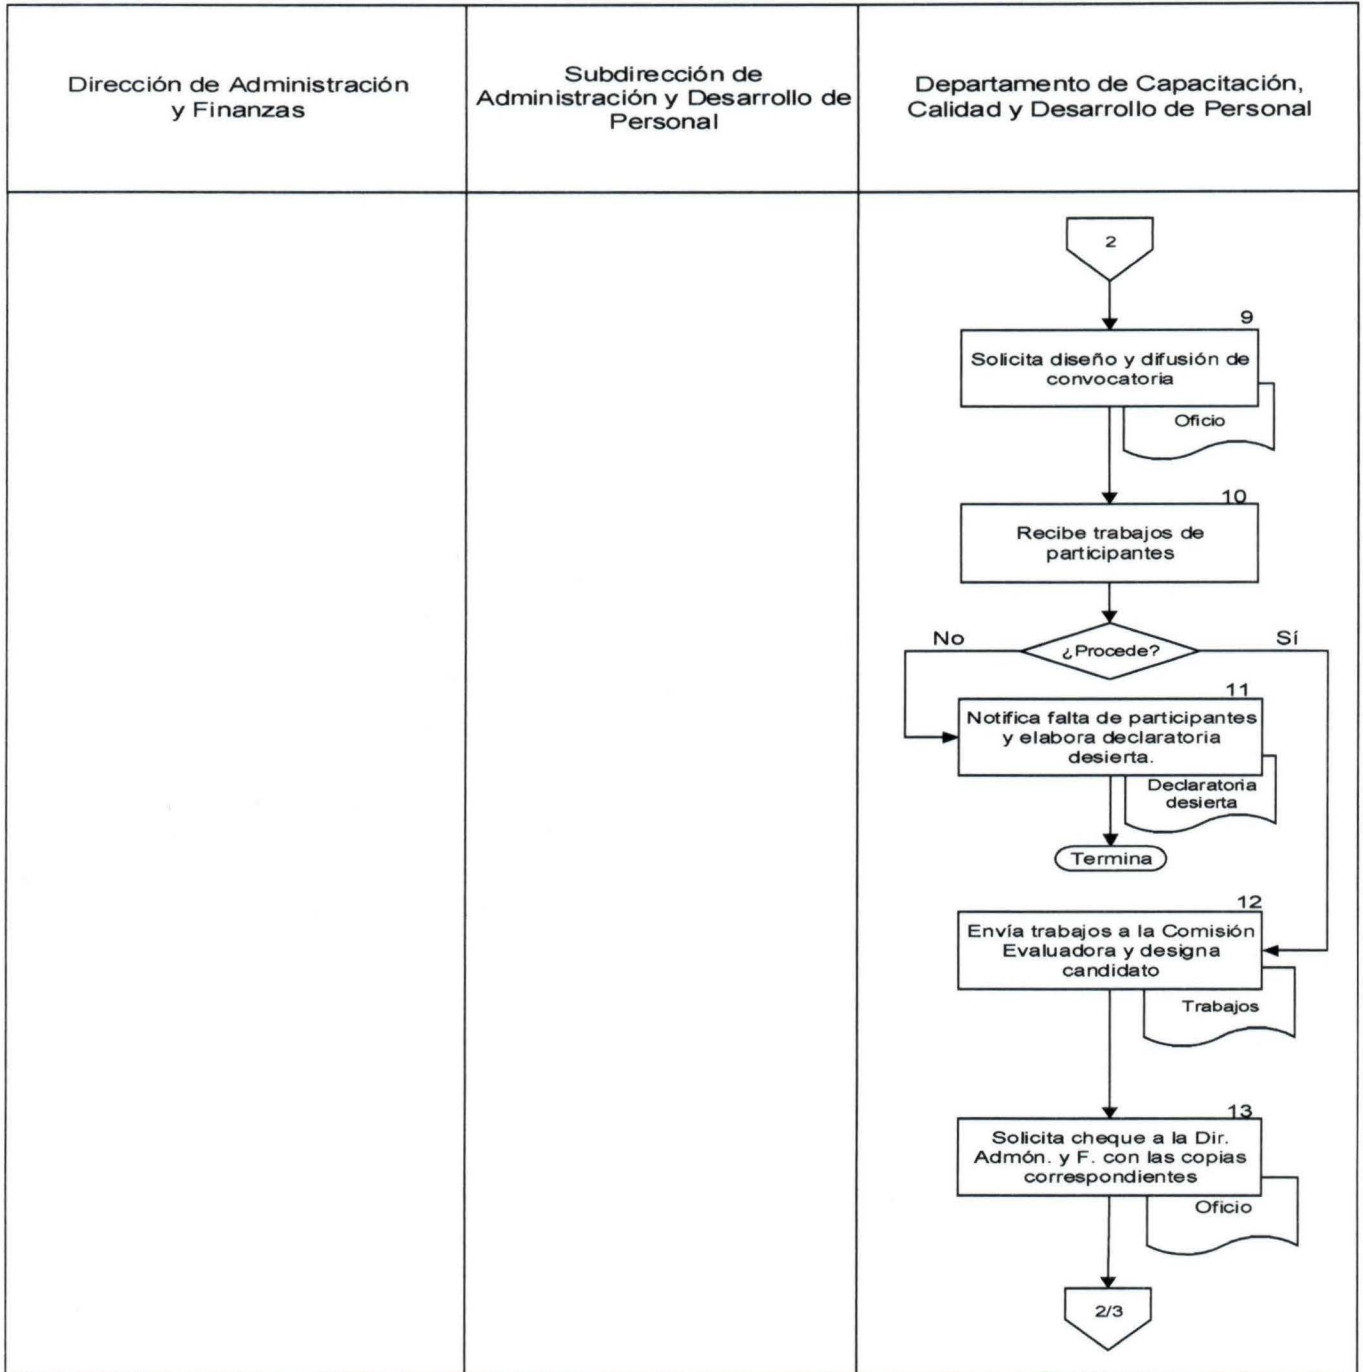 Dirección de Administración
y Finanzas
Subdirección de
Administración y Desarrollo de
Personal
Departamento de Capacitación,
Calidad y Desarrollo de Personal
2
9
Solicita diseño y difusión de
convocatoria
Oficio
10
Recibe trabajos de
participantes
No
¿Procede?
Sí
11
Notifica falta de participantes
y elabora declaratoria
desierta.
Declaratoria
desierta
Termina
12
Envía trabajos a la Comisión
Evaluadora y designa
candidato
Trabajos
13
Solicita cheque a la Dir.
Admón. y F. con las copias
correspondientes
Oficio
2/3